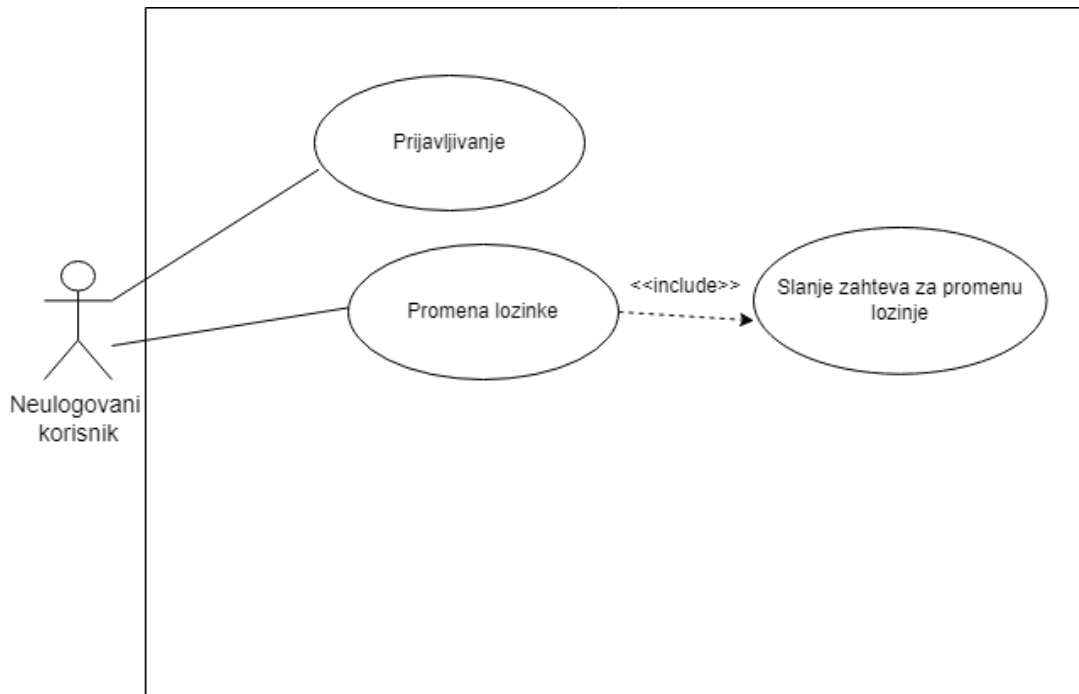 Prijavljivanje
Promena lozinke
<<include>>
Slanje zahteva za promenu
lozinje
Neulogovani
korisnik